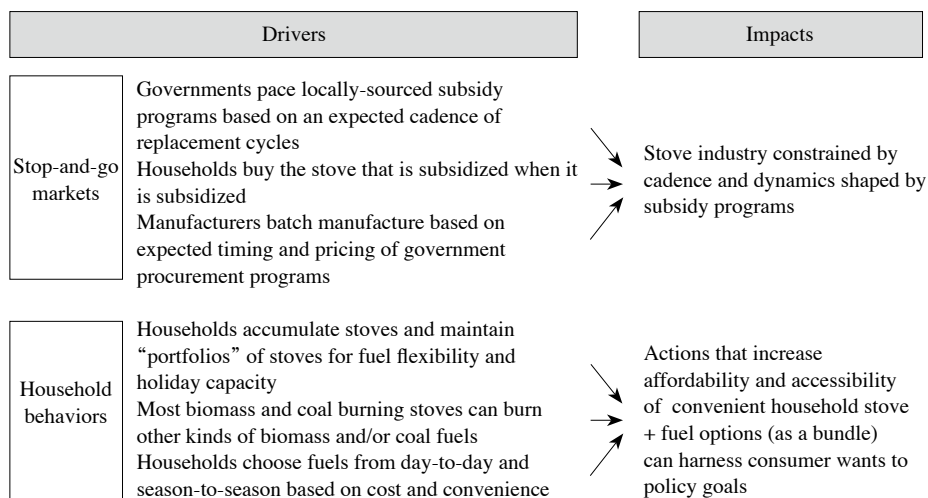 Drivers
Impacts
Stop-and-go
markets
Governments pace locally-sourced subsidy
programs based on an expected cadence of
replacement cycles
Households buy the stove that is subsidized when it
is subsidized
Manufacturers batch manufacture based on
expected timing and pricing of government
procurement programs
Stove industry constrained by
cadence and dynamics shaped by
subsidy programs
Household
behaviors
Households accumulate stoves and maintain
“portfolios” of stoves for fuel flexibility and
holiday capacity
Most biomass and coal burning stoves can burn
other kinds of biomass and/or coal fuels
Households choose fuels from day-to-day and
season-to-season based on cost and convenience
Actions that increase
affordability and accessibility
of convenient household stove
+ fuel options (as a bundle)
can harness consumer wants to
policy goals